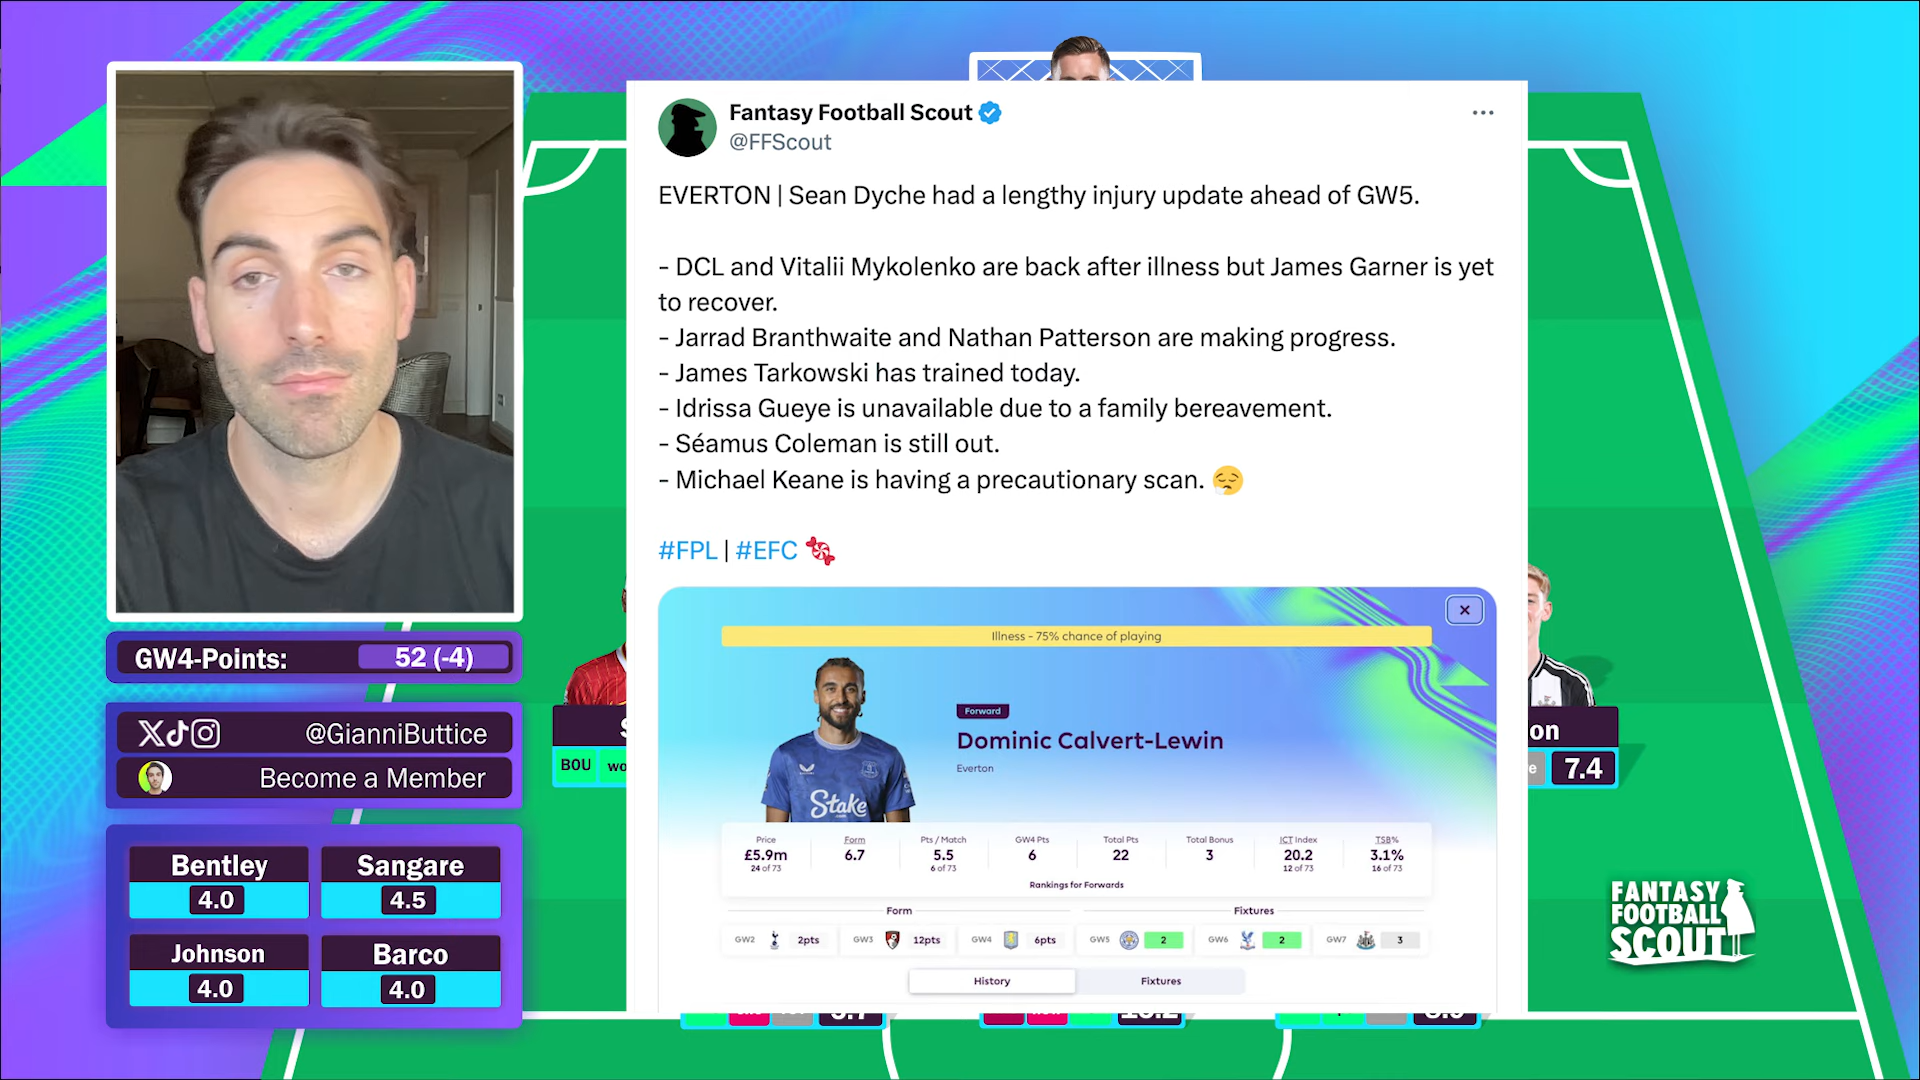 Fantasy Football Scout
@FFScout
EVERTON | Sean Dyche had a lengthy injury update ahead of GW5.
- DCL and Vitalii Mykolenko are back after illness but James Garner is yet
to recover.
- Jarrad Branthwaite and Nathan Patterson are making progress.
- James Tarkowski has trained today.
- Idrissa Gueye is unavailable due to a family bereavement.
- Séamus Coleman is still out.
- Michael Keane is having a precautionary scan. 😮‍💨
#FPL | #EFC 🍬
Illness - 75% chance of playing
Forward
Dominic Calvert-Lewin
Everton
Stake
Price Form Pts / Match GW4 Pts Total Pts Total Bonus ICT Index TSB%
£5.9m 6.7 5.5 6 22 3 20.2 3.1%
24 of 73 6 of 73 12 of 73 16 of 73
Rankings for Forwards
Form Fixtures
GW2 2pts GW3 12pts GW4 6pts GW5 2 GW6 2 GW7 3
History Fixtures
GW4-Points: 52 (-4)
@GianniButtice
Become a Member
Bentley Sangare
4.0 4.5
Johnson Barco
4.0 4.0
BOU wo
on
7.4
FANTASY
FOOTBALL
SCOUT